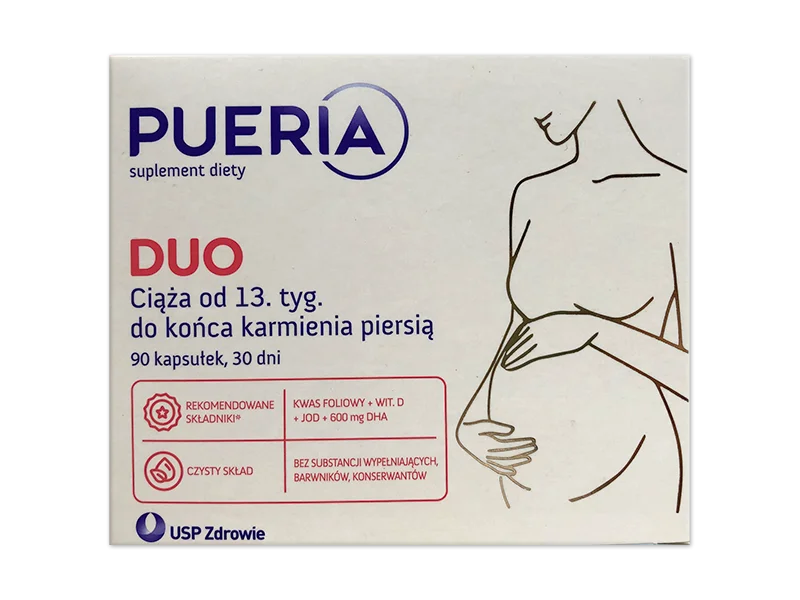 PUERIA
suplement diety
DUO
Ciąża od 13. tyg.
do końca karmienia piersią
90 kapsułek, 30 dni
REKOMENDOWANE
SKŁADNIKI®
KWAS FOLIOWY + WIT. D
+ JOD + 600 mg DHA
CZYSTY SKŁAD
BEZ SUBSTANCJI WYPEŁNIAJĄCYCH,
BARWNIKÓW, KONSERWANTÓW
USP Zdrowie